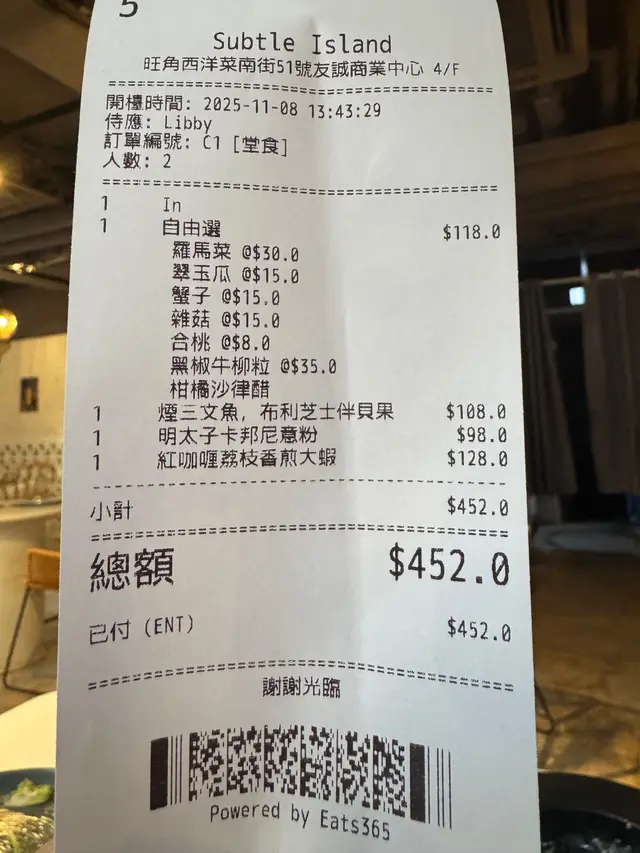 5
Subtle Island
旺角西洋菜南街51號友誠商業中心 4/F
開檯時間: 2025-11-08 13:43:29
侍應: Libby
訂單編號: C1 [堂食]
人數: 2
1 In
1 自由選 $118.0
羅馬菜 @$30.0
翠玉瓜 @$15.0
蟹子 @$15.0
雜菇 @$15.0
合桃 @$8.0
黑椒牛柳粒 @$35.0
柑橘沙律醋
1 煙三文魚, 布利芝士伴貝果 $108.0
1 明太子卡邦尼意粉 $98.0
1 紅咖喱荔枝香煎大蝦 $128.0
小計 $452.0
總額 $452.0
已付 (ENT) $452.0
謝謝光臨
Powered by Eats365